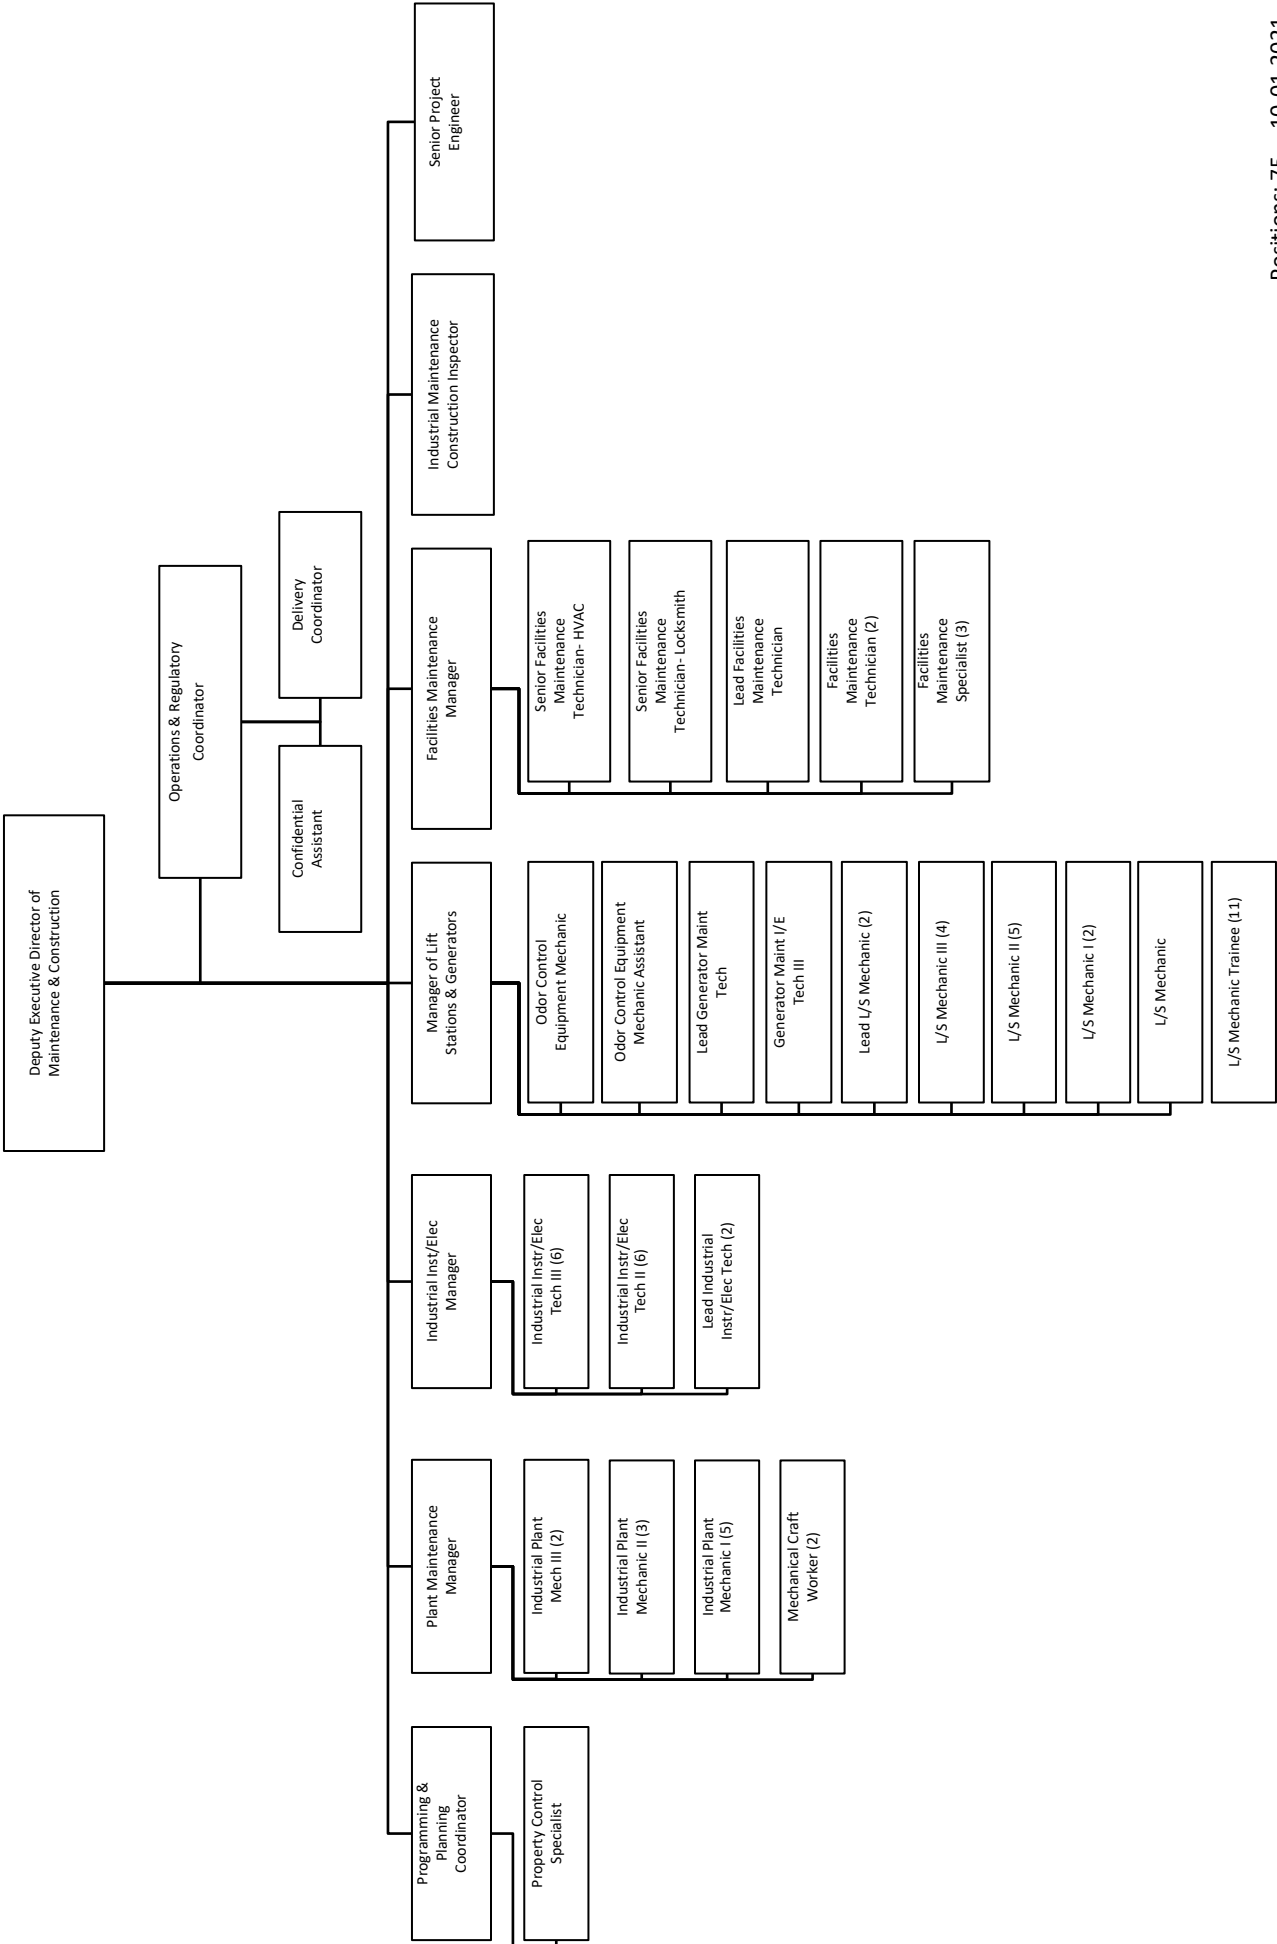 Deputy Executive Director of
Maintenance & Construction
Operations & Regulatory
Coordinator
Confidential
Assistant
Delivery
Coordinator
Programming &
Planning
Coordinator
Plant Maintenance
Manager
Industrial Inst/Elec
Manager
Manager of Lift
Stations & Generators
Facilities Maintenance
Manager
Industrial Maintenance
Construction Inspector
Senior Project
Engineer
Property Control
Specialist
Industrial Plant
Mech III (2)
Industrial Plant
Mechanic II (3)
Industrial Plant
Mechanic I (5)
Mechanical Craft
Worker (2)
Industrial Instr/Elec
Tech III (6)
Industrial Instr/Elec
Tech II (6)
Lead Industrial
Instr/Elec Tech (2)
Odor Control
Equipment Mechanic
Odor Control Equipment
Mechanic Assistant
Lead Generator Maint
Tech
Generator Maint I/E
Tech III
Lead L/S Mechanic (2)
L/S Mechanic III (4)
L/S Mechanic II (5)
L/S Mechanic I (2)
L/S Mechanic
L/S Mechanic Trainee (11)
Senior Facilities
Maintenance
Technician- HVAC
Senior Facilities
Maintenance
Technician- Locksmith
Lead Facilities
Maintenance
Technician
Facilities
Maintenance
Technician (2)
Facilities
Maintenance
Specialist (3)
Positions: 75 10-01-2021